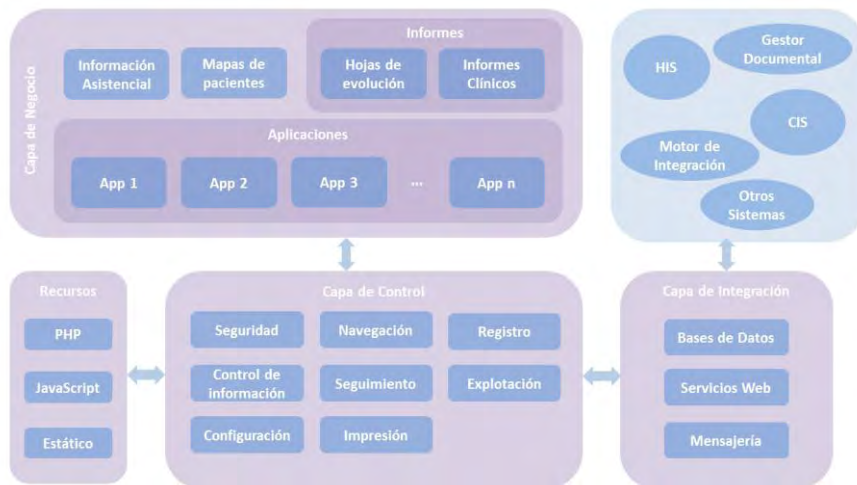 Capa de Negocio
Información
Asistencial
Mapas de
pacientes
Informes
Hojas de
evolución
Informes
Clínicos
Aplicaciones
App 1
App 2
App 3
...
App n
HIS
Gestor
Documental
CIS
Motor de
Integración
Otros
Sistemas
Recursos
PHP
JavaScript
Estático
Capa de Control
Seguridad
Navegación
Registro
Control de
información
Seguimiento
Explotación
Configuración
Impresión
Capa de Integración
Bases de Datos
Servicios Web
Mensajería